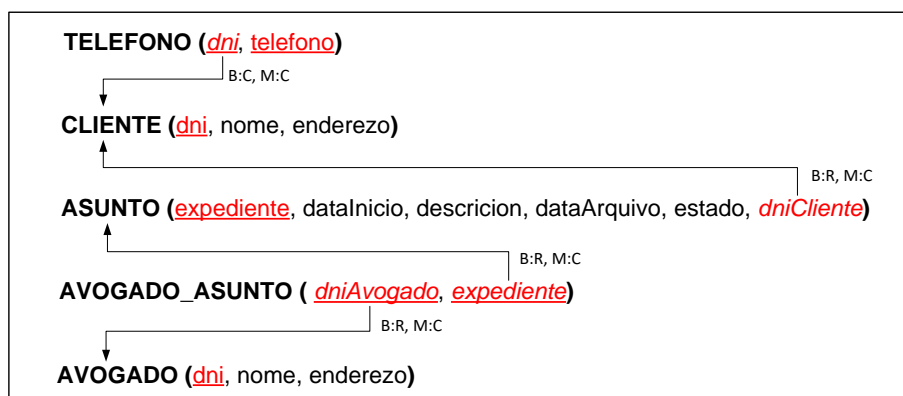 TELEFONO (dni, telefono)
B:C, M:C
CLIENTE (dni, nome, enderezo)
B:R, M:C
ASUNTO (expediente, dataInicio, descricion, dataArquivo, estado, dniCliente)
B:R, M:C
AVOGADO_ASUNTO ( dniAvogado, expediente)
B:R, M:C
AVOGADO (dni, nome, enderezo)